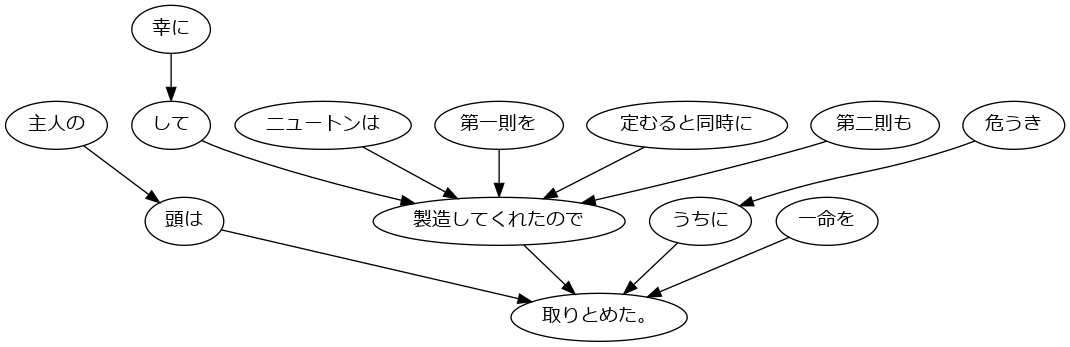 幸に
主人の
して
ニュートンは
第一則を
定むると同時に
第二則も
危うき
頭は
製造してくれたので
うちに
一命を
取りとめた。